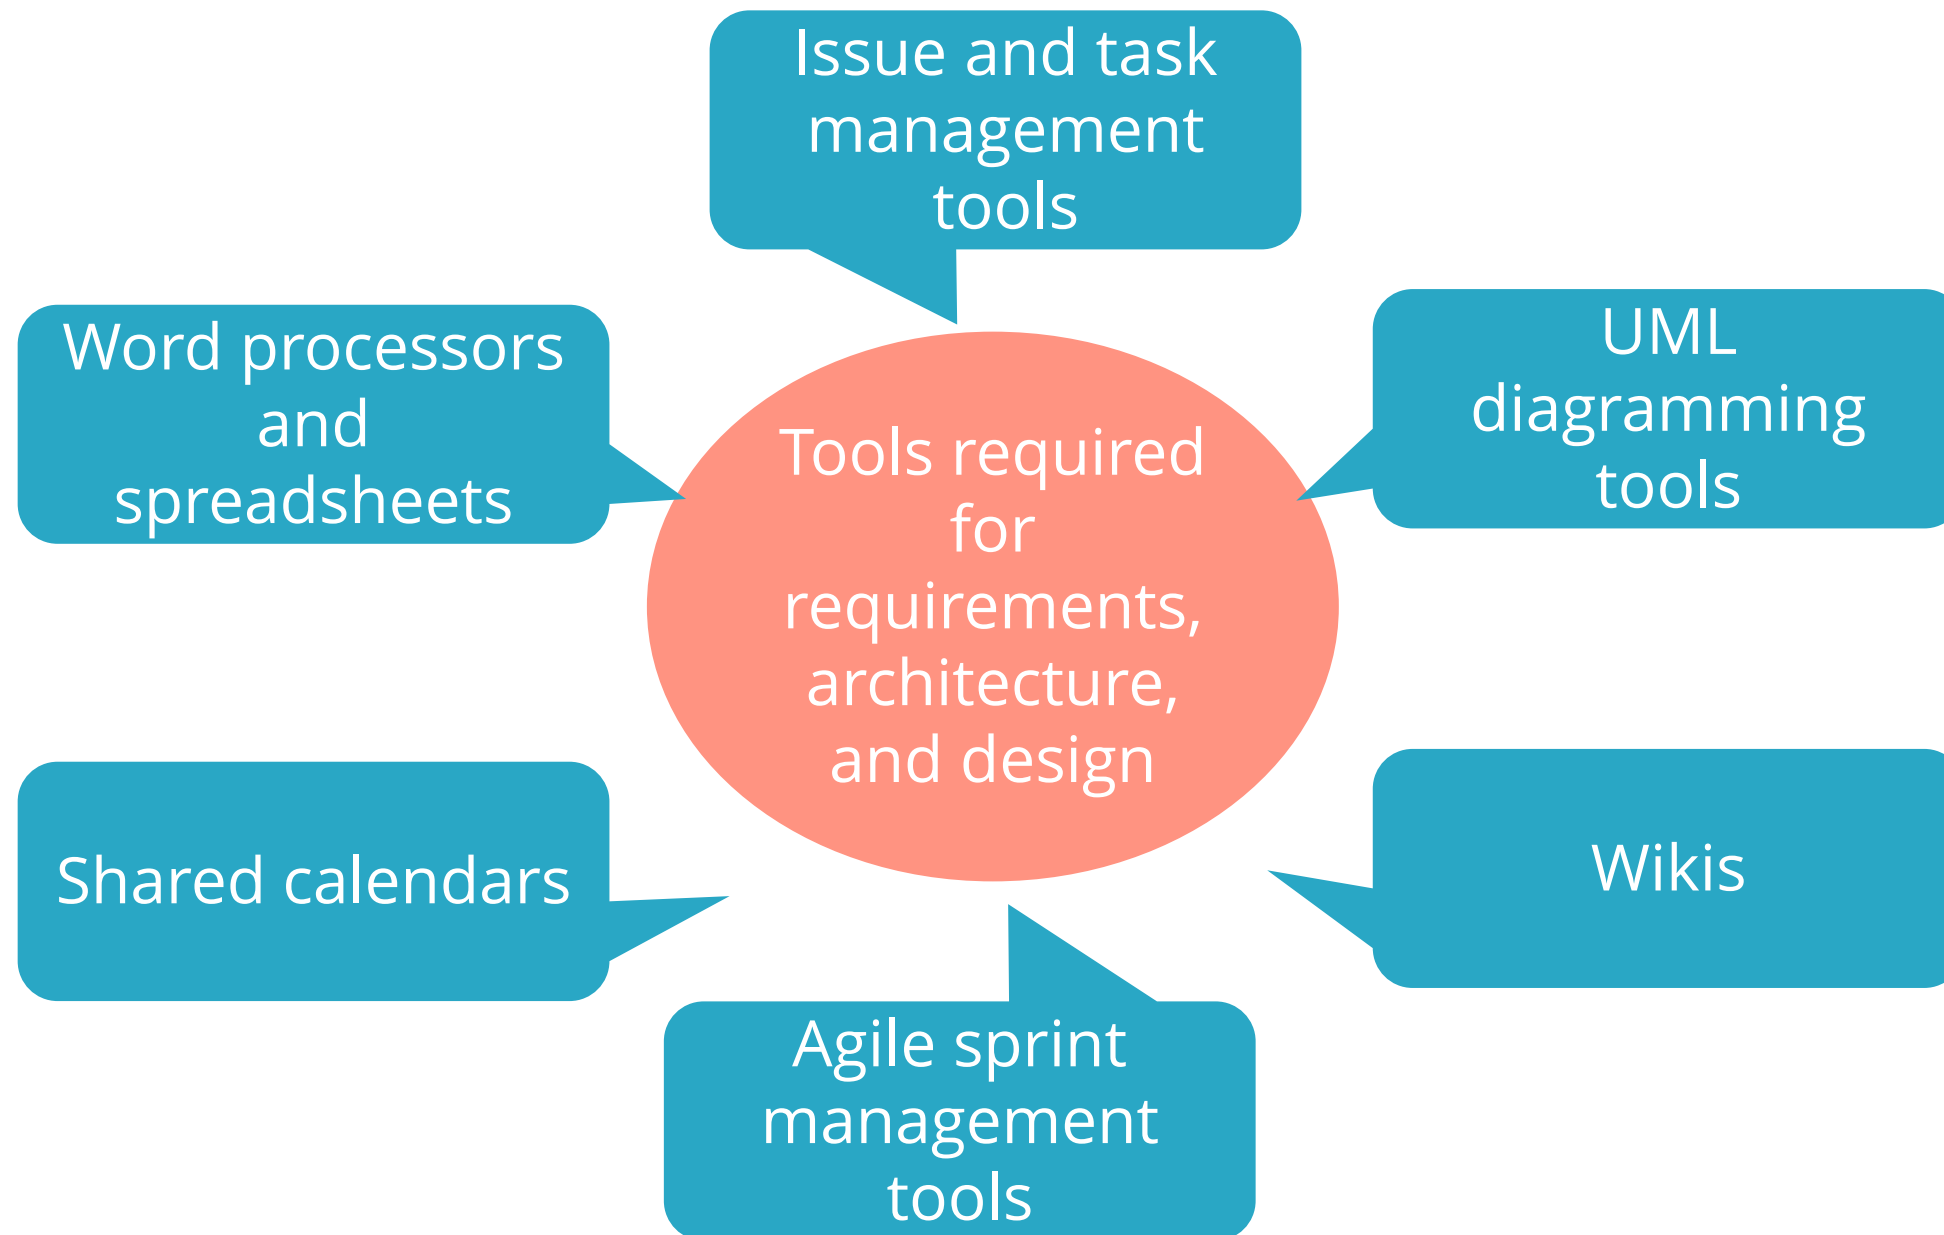 Issue and task
management
tools
Word processors
and
spreadsheets
UML
diagramming
tools
Tools required
for
requirements,
architecture,
and design
Shared calendars
Wikis
Agile sprint
management
tools